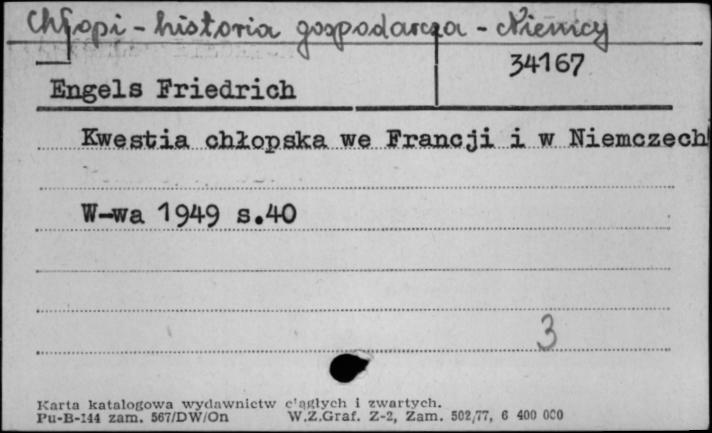 Chłopi - historia gospodarcza - Niemcy
34167
Engels Friedrich
Kwestia chłopska we Francji i w Niemczech
W-wa 1949 s.40
3
Karta katalogowa wydawnictw ciągłych i zwartych.
Pu-B-144 zam. 567/DW/On W.Z.Graf. Z-2, Zam. 502/77, 6 400 000